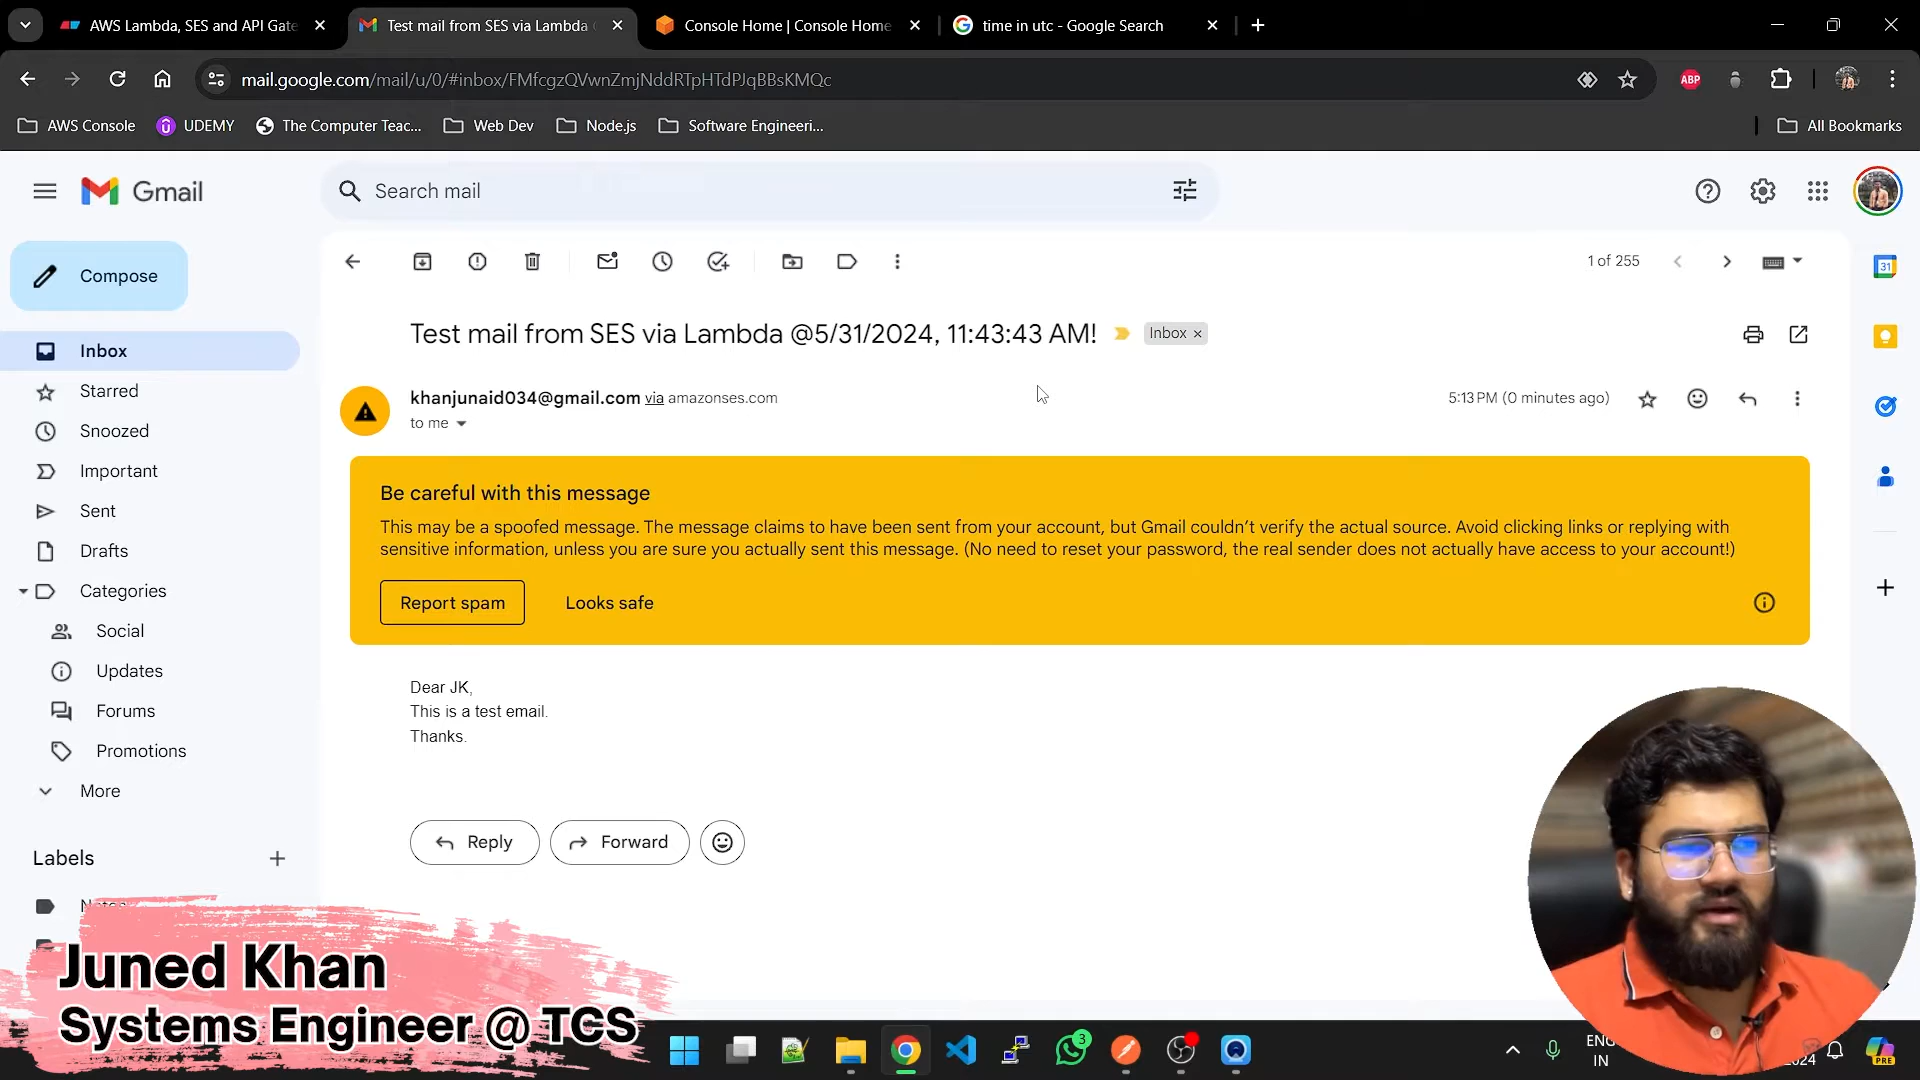 AWS Lambda, SES and API Gate
Test mail from SES via Lambda
Console Home | Console Home
time in utc - Google Search
mail.google.com/mail/u/0/#inbox/FMfcgzQVwnZmjNddRTpHTdPJqBBsKMQc
ABP
AWS Console
UDEMY
The Computer Teac...
Web Dev
Node.js
Software Engineeri...
All Bookmarks
Gmail
Search mail
Compose
1 of 255
31
Test mail from SES via Lambda @5/31/2024, 11:43:43 AM!
Inbox ×
Inbox
Starred
Snoozed
Important
Sent
Drafts
Categories
Social
Updates
Forums
Promotions
More
Labels
khanjunaid034@gmail.com via amazonses.com
5:13 PM (0 minutes ago)
to me
Be careful with this message
This may be a spoofed message. The message claims to have been sent from your account, but Gmail couldn't verify the actual source. Avoid clicking links or replying with
sensitive information, unless you are sure you actually sent this message. (No need to reset your password, the real sender does not actually have access to your account!)
Report spam
Looks safe
Dear JK,
This is a test email.
Thanks.
Reply
Forward
Juned Khan
Systems Engineer @ TCS
3
ENG
IN
2024
PRE